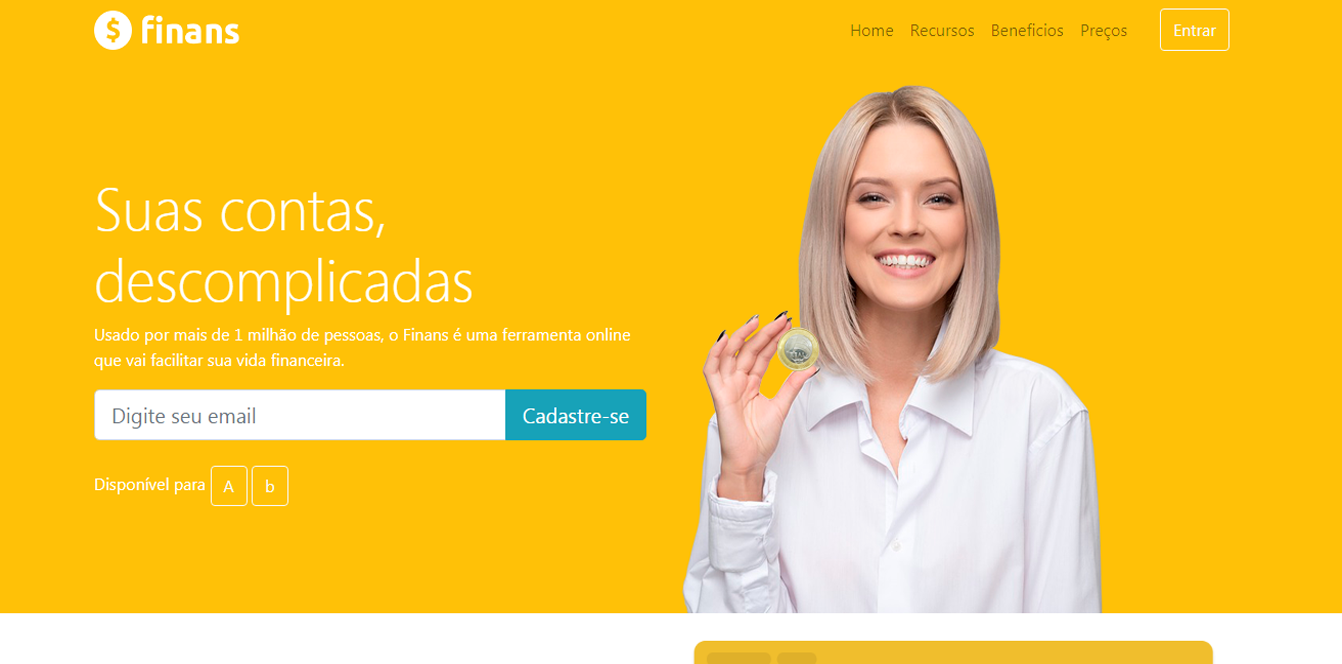 $ finans
Home Recursos Beneficios Preços Entrar
Suas contas,
descomplicadas
Usado por mais de 1 milhão de pessoas, o Finans é uma ferramenta online
que vai facilitar sua vida financeira.
Digite seu email Cadastre-se
Disponível para A b